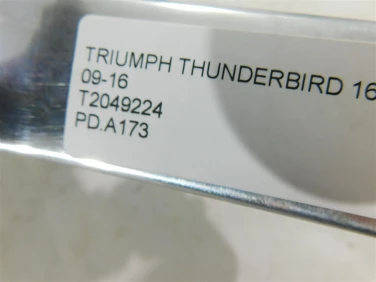 TRIUMPH THUNDERBIRD 16
09-16
T2049224
PD.A173